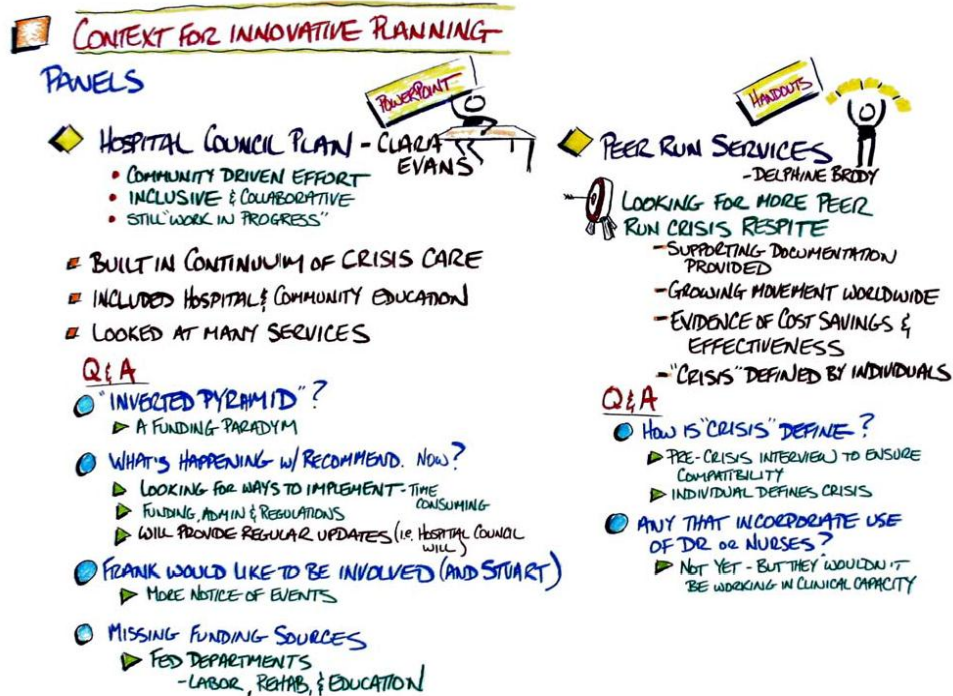 CONTEXT FOR INNOVATIVE PLANNING
PANELS
POWERPOINT
HOSPITAL COUNCIL PLAN - CLARA
EVANS
• COMMUNITY DRIVEN EFFORT
• INCLUSIVE & COLLABORATIVE
• STILL "WORK IN PROGRESS"
BUILT IN CONTINUUM OF CRISIS CARE
INCLUDED HOSPITAL & COMMUNITY EDUCATION
LOOKED AT MANY SERVICES
Q & A
"INVERTED PYRAMID"?
A FUNDING PARADYM
WHAT'S HAPPENING W/ RECOMMEND. NOW?
LOOKING FOR WAYS TO IMPLEMENT - TIME
CONSUMING
FUNDING, ADMIN & REGULATIONS
WILL PROVIDE REGULAR UPDATES (i.e. HOSPITAL COUNCIL
WILL)
FRANK WOULD LIKE TO BE INVOLVED (AND STUART)
MORE NOTICE OF EVENTS
MISSING FUNDING SOURCES
FED DEPARTMENTS
- LABOR, REHAB, & EDUCATION
HANDOUTS
PEER RUN SERVICES
- DELPHINE BRODY
LOOKING FOR MORE PEER
RUN CRISIS RESPITE
- SUPPORTING DOCUMENTATION
PROVIDED
- GROWING MOVEMENT WORLDWIDE
- EVIDENCE OF COST SAVINGS &
EFFECTIVENESS
- "CRISIS" DEFINED BY INDIVIDUALS
Q & A
HOW IS "CRISIS" DEFINE?
PRE-CRISIS INTERVIEW TO ENSURE
COMPATIBILITY
INDIVIDUAL DEFINES CRISIS
ANY THAT INCORPORATE USE
OF DR OR NURSES?
NOT YET - BUT THEY WOULDN'T
BE WORKING IN CLINICAL CAPACITY